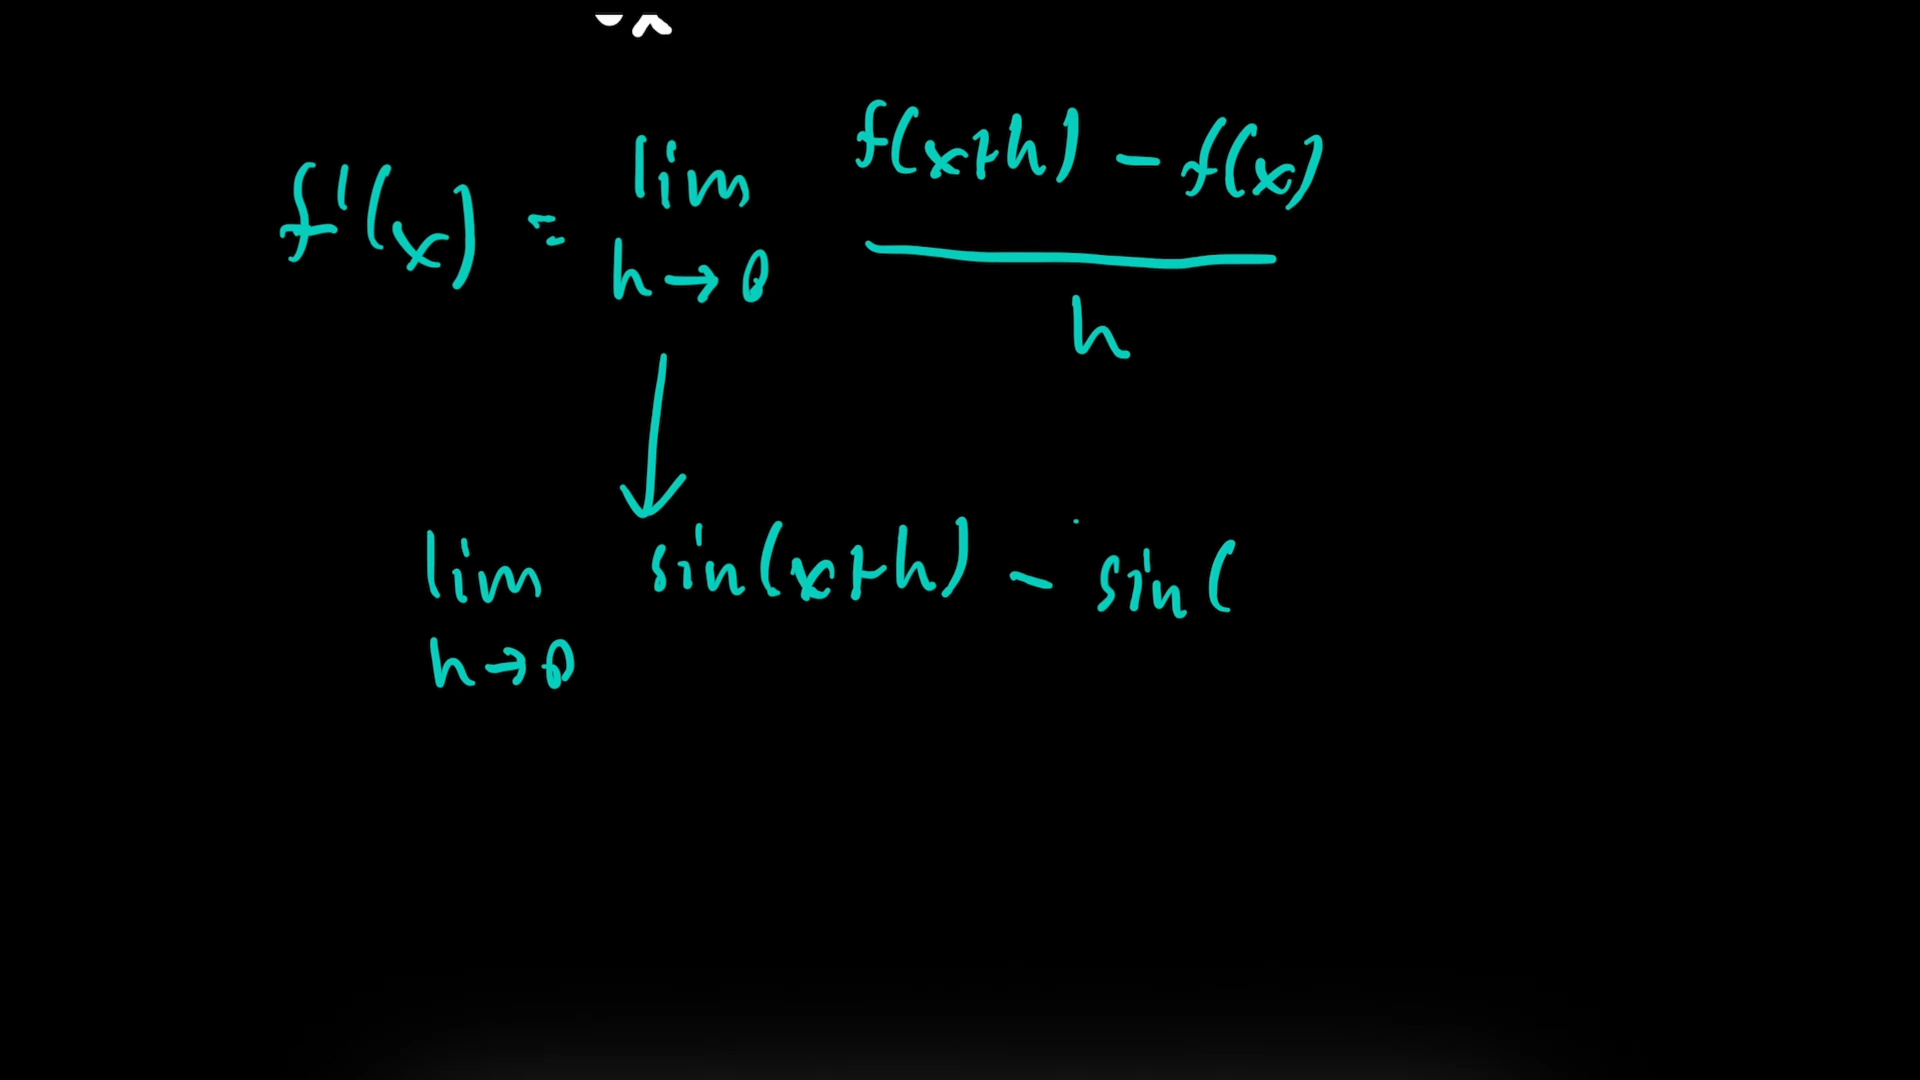 f'(x) = lim h→0 f(x+h) - f(x) / h
lim h→0 sin(x+h) - sin(